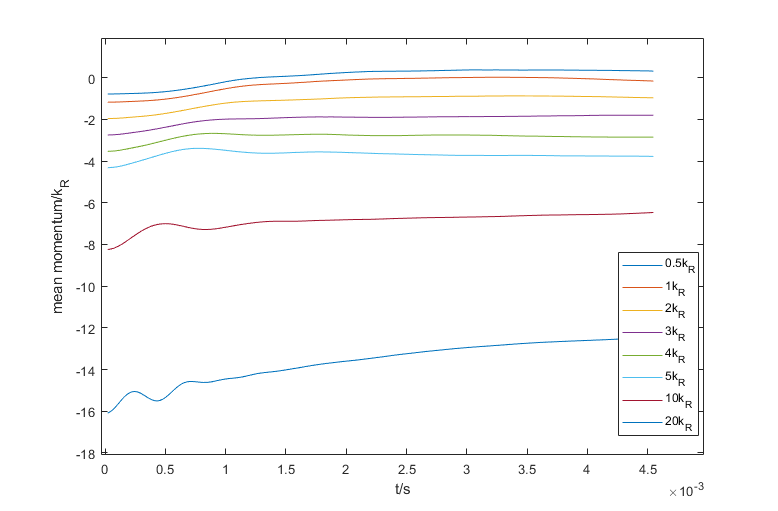 0
-2
-4
-6
-8
-10
-12
-14
-16
-18
mean momentum/k_R
0.5k_R
1k_R
2k_R
3k_R
4k_R
5k_R
10k_R
20k_R
0 0.5 1 1.5 2 2.5 3 3.5 4 4.5
t/s
×10^-3